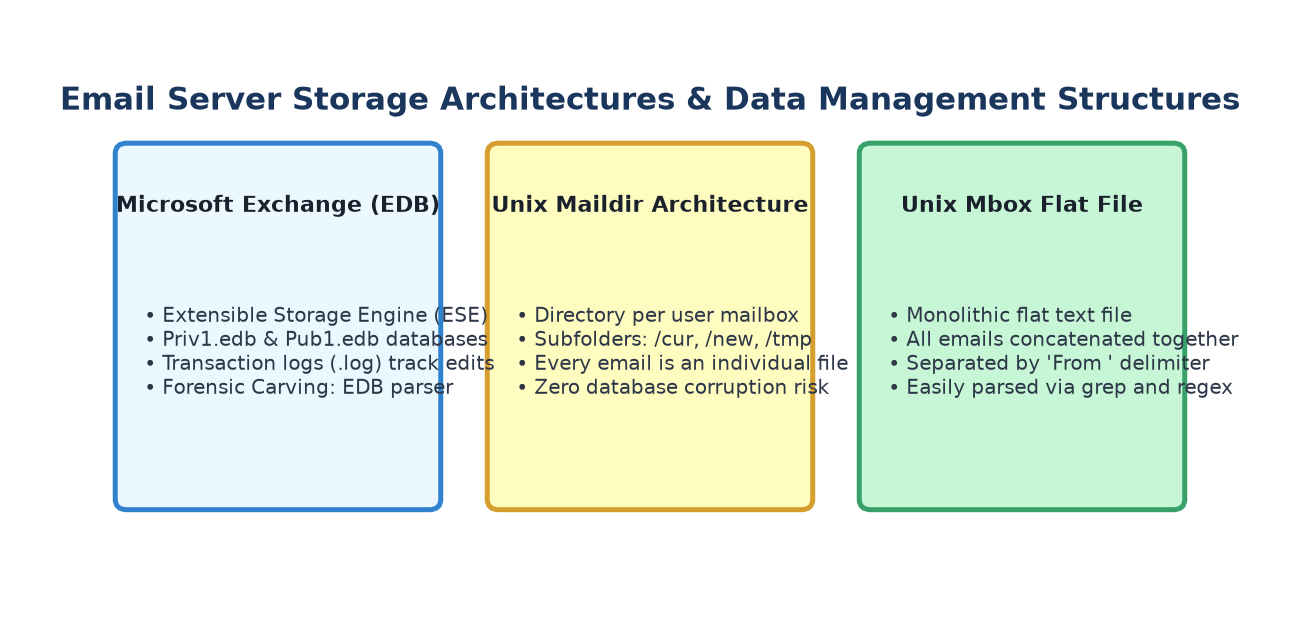 Email Server Storage Architectures & Data Management Structures
Microsoft Exchange (EDB)
• Extensible Storage Engine (ESE)
• Priv1.edb & Pub1.edb databases
• Transaction logs (.log) track edits
• Forensic Carving: EDB parser
Unix Maildir Architecture
• Directory per user mailbox
• Subfolders: /cur, /new, /tmp
• Every email is an individual file
• Zero database corruption risk
Unix Mbox Flat File
• Monolithic flat text file
• All emails concatenated together
• Separated by 'From ' delimiter
• Easily parsed via grep and regex